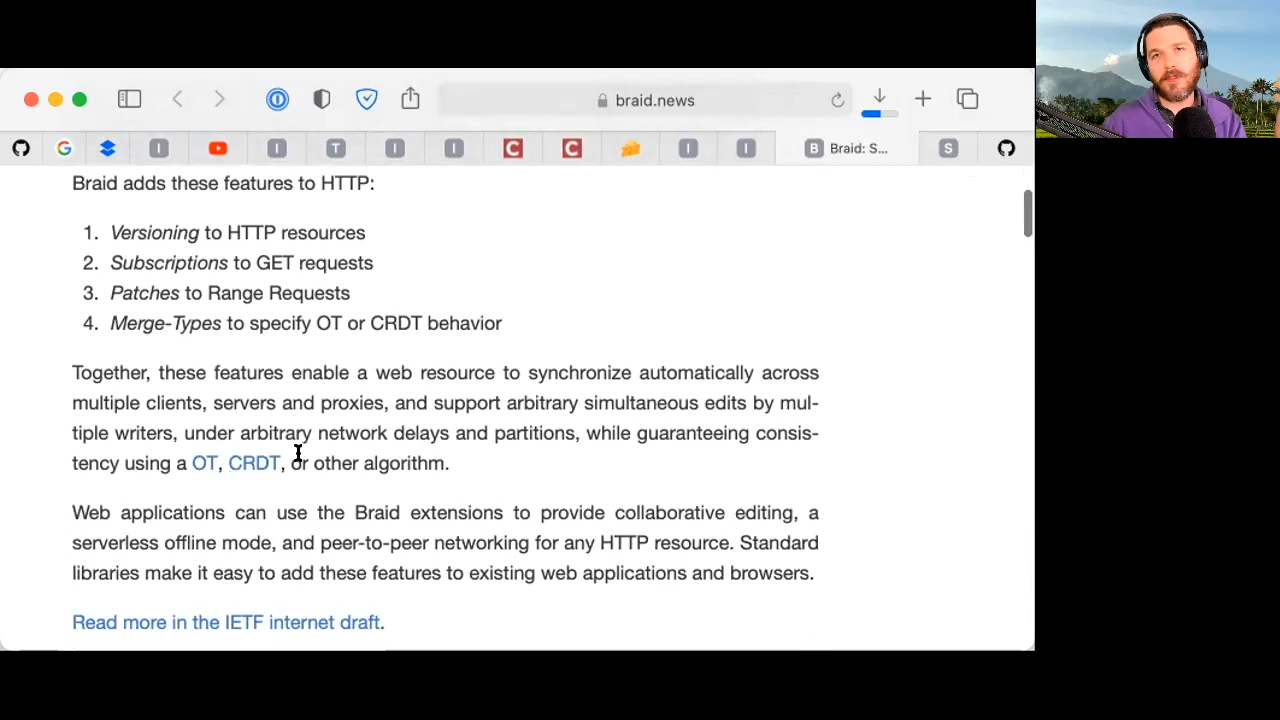 braid.news
I
I
T
I
I
C
C
I
I
B Braid: S...
S
Braid adds these features to HTTP:
1. Versioning to HTTP resources
2. Subscriptions to GET requests
3. Patches to Range Requests
4. Merge-Types to specify OT or CRDT behavior
Together, these features enable a web resource to synchronize automatically across
multiple clients, servers and proxies, and support arbitrary simultaneous edits by mul-
tiple writers, under arbitrary network delays and partitions, while guaranteeing consis-
tency using a OT, CRDT, or other algorithm.
Web applications can use the Braid extensions to provide collaborative editing, a
serverless offline mode, and peer-to-peer networking for any HTTP resource. Standard
libraries make it easy to add these features to existing web applications and browsers.
Read more in the IETF internet draft.